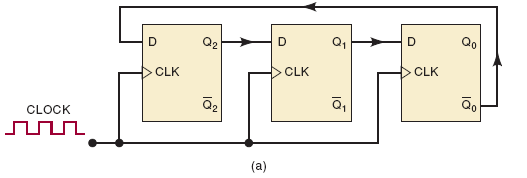 D Q2 D Q1 D Q0
CLK CLK CLK
CLOCK Q̅2 Q̅1 Q̅0
(a)